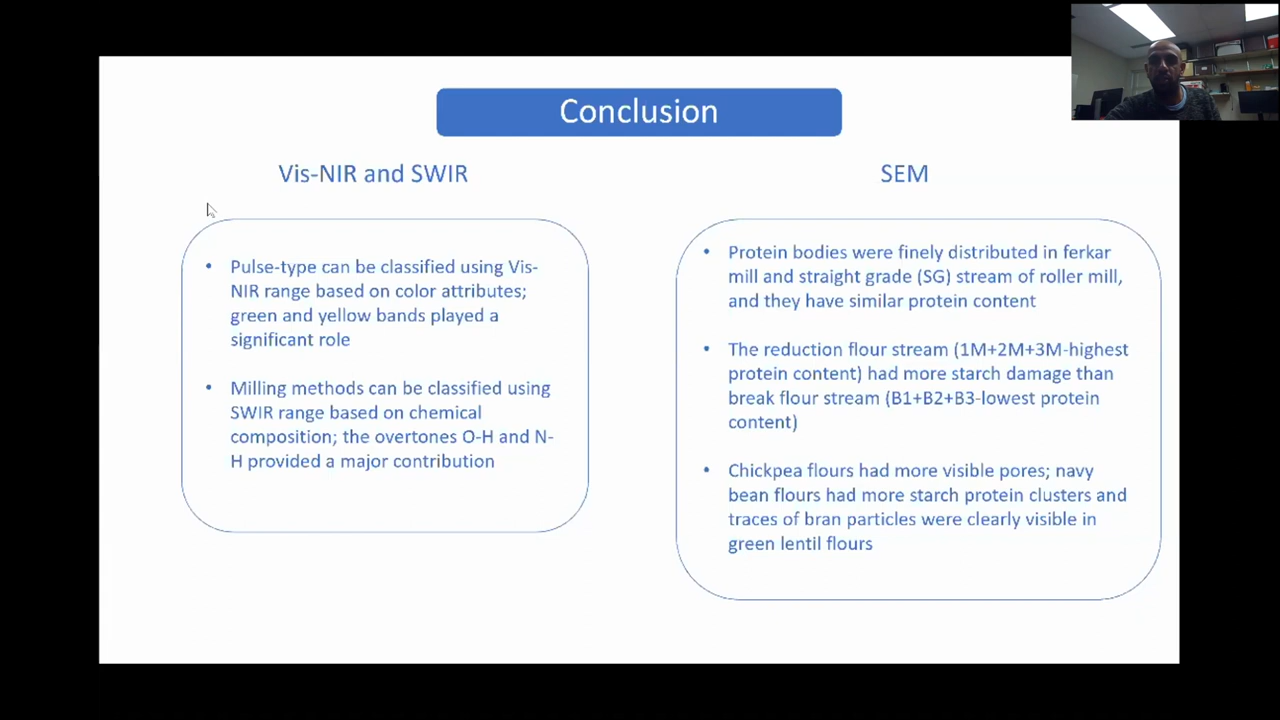 Conclusion
Vis-NIR and SWIR
• Pulse-type can be classified using Vis-
NIR range based on color attributes;
green and yellow bands played a
significant role
• Milling methods can be classified using
SWIR range based on chemical
composition; the overtones O-H and N-
H provided a major contribution
SEM
• Protein bodies were finely distributed in ferkar
mill and straight grade (SG) stream of roller mill,
and they have similar protein content
• The reduction flour stream (1M+2M+3M-highest
protein content) had more starch damage than
break flour stream (B1+B2+B3-lowest protein
content)
• Chickpea flours had more visible pores; navy
bean flours had more starch protein clusters and
traces of bran particles were clearly visible in
green lentil flours